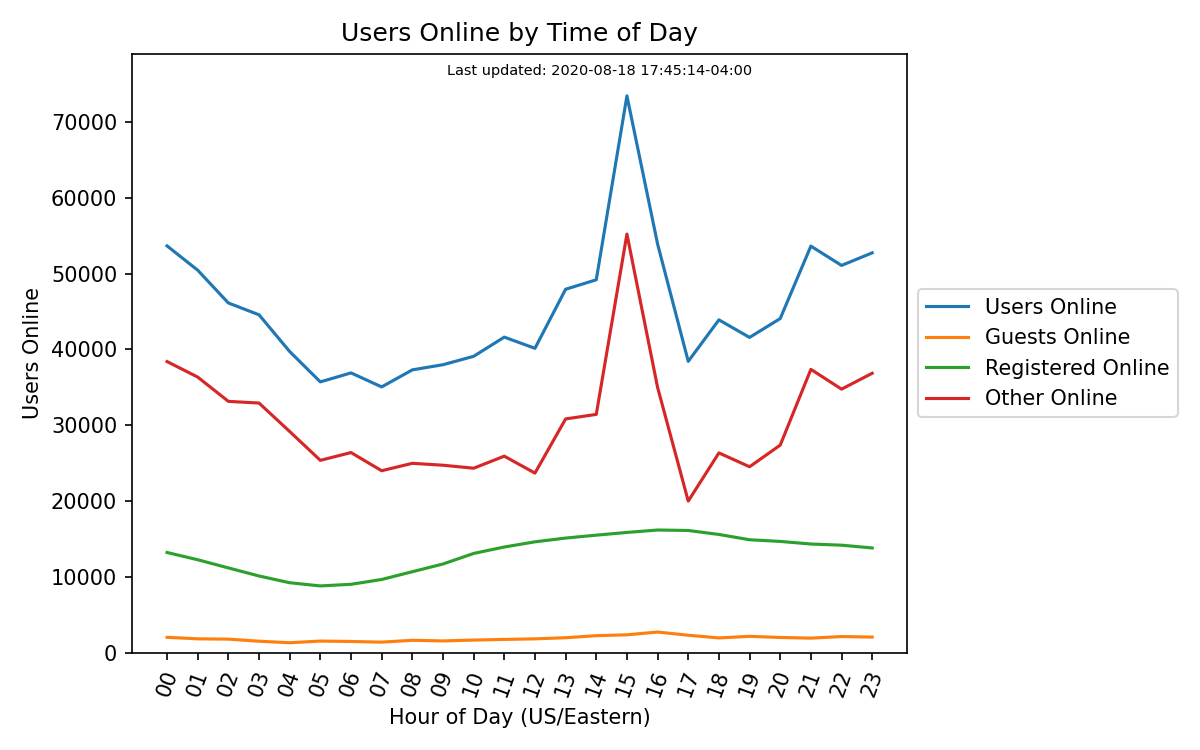 Users Online by Time of Day
Last updated: 2020-08-18 17:45:14-04:00
Users Online
70000
60000
50000
40000
30000
20000
10000
0
00 01 02 03 04 05 06 07 08 09 10 11 12 13 14 15 16 17 18 19 20 21 22 23
Hour of Day (US/Eastern)
Users Online
Guests Online
Registered Online
Other Online